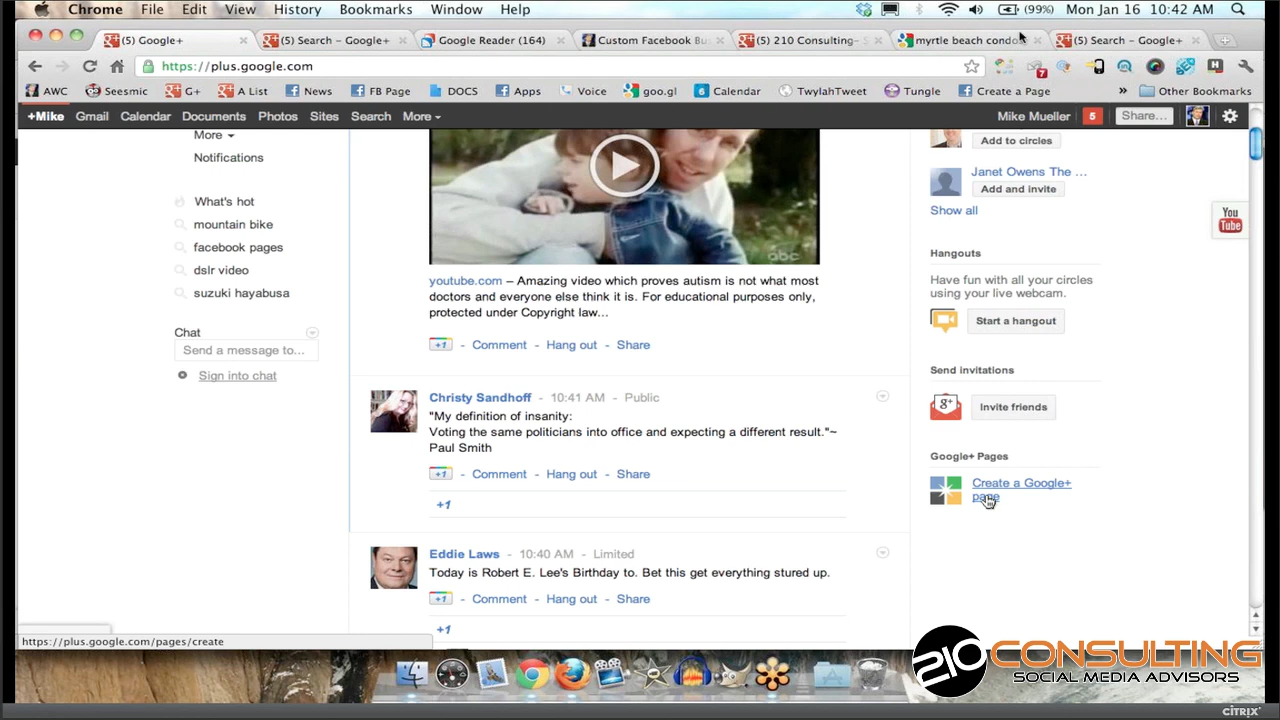 Chrome File Edit View History Bookmarks Window Help (99%) Mon Jan 16 10:42 AM
(5) Google+ (5) Search – Google+ Google Reader (164) Custom Facebook Bu (5) 210 Consulting– S myrtle beach condo (5) Search – Google+
https://plus.google.com
7
AWC Seesmic G+ A List News FB Page DOCS Apps Voice goo.gl Calendar TwylahTweet Tungle Create a Page » Other Bookmarks
+Mike Gmail Calendar Documents Photos Sites Search More Mike Mueller 5 Share...
More
Notifications
What's hot
mountain bike
facebook pages
dslr video
suzuki hayabusa
Chat
Send a message to...
Sign into chat
abc
youtube.com – Amazing video which proves autism is not what most
doctors and everyone else think it is. For educational purposes only,
protected under Copyright law...
+1 - Comment - Hang out - Share
Christy Sandhoff - 10:41 AM - Public
"My definition of insanity:
Voting the same politicians into office and expecting a different result."~
Paul Smith
+1 - Comment - Hang out - Share
+1
Eddie Laws - 10:40 AM - Limited
Today is Robert E. Lee's Birthday to. Bet this get everything stured up.
+1 - Comment - Hang out - Share
+1
Add to circles
Janet Owens The ...
Add and invite
Show all
You
Tube
Hangouts
Have fun with all your circles
using your live webcam.
Start a hangout
Send invitations
g+ Invite friends
Google+ Pages
Create a Google+
page
https://plus.google.com/pages/create
210 CONSULTING
SOCIAL MEDIA ADVISORS
CITRIX